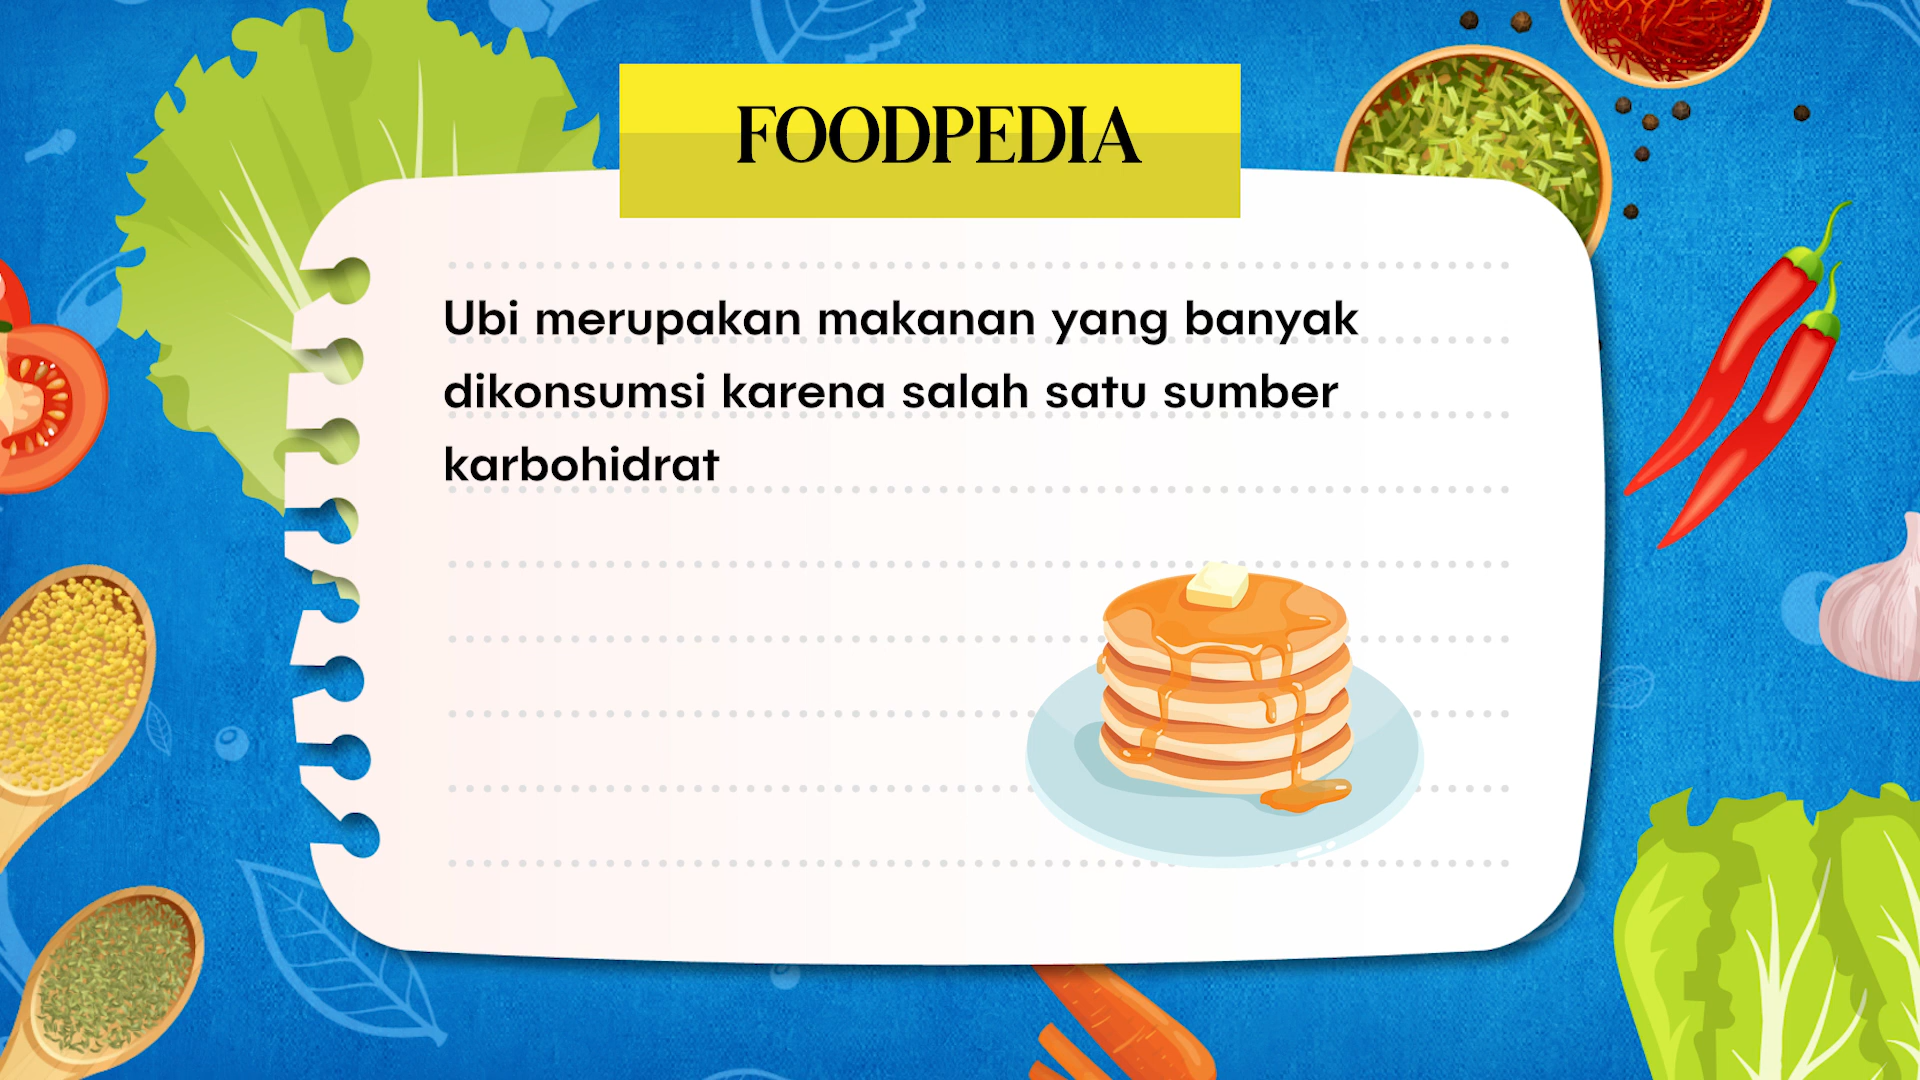 FOODPEDIA
Ubi merupakan makanan yang banyak
dikonsumsi karena salah satu sumber
karbohidrat